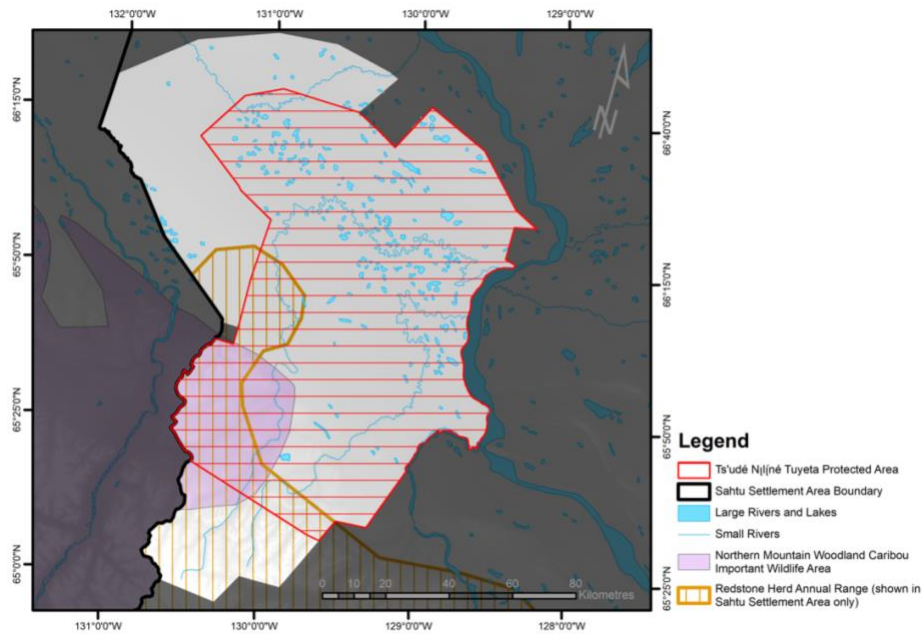 132°0'0"W 131°0'0"W 130°0'0"W 129°0'0"W
66°15'0"N
65°50'0"N
65°25'0"N
65°0'0"N
66°40'0"N
66°15'0"N
65°50'0"N
65°25'0"N
N
0 10 20 40 60 80
Kilometres
131°0'0"W 130°0'0"W 129°0'0"W 128°0'0"W
Legend
Ts'udé Nı̨lı̨né Tuyeta Protected Area
Sahtu Settlement Area Boundary
Large Rivers and Lakes
Small Rivers
Northern Mountain Woodland Caribou
Important Wildlife Area
Redstone Herd Annual Range (shown in
Sahtu Settlement Area only)